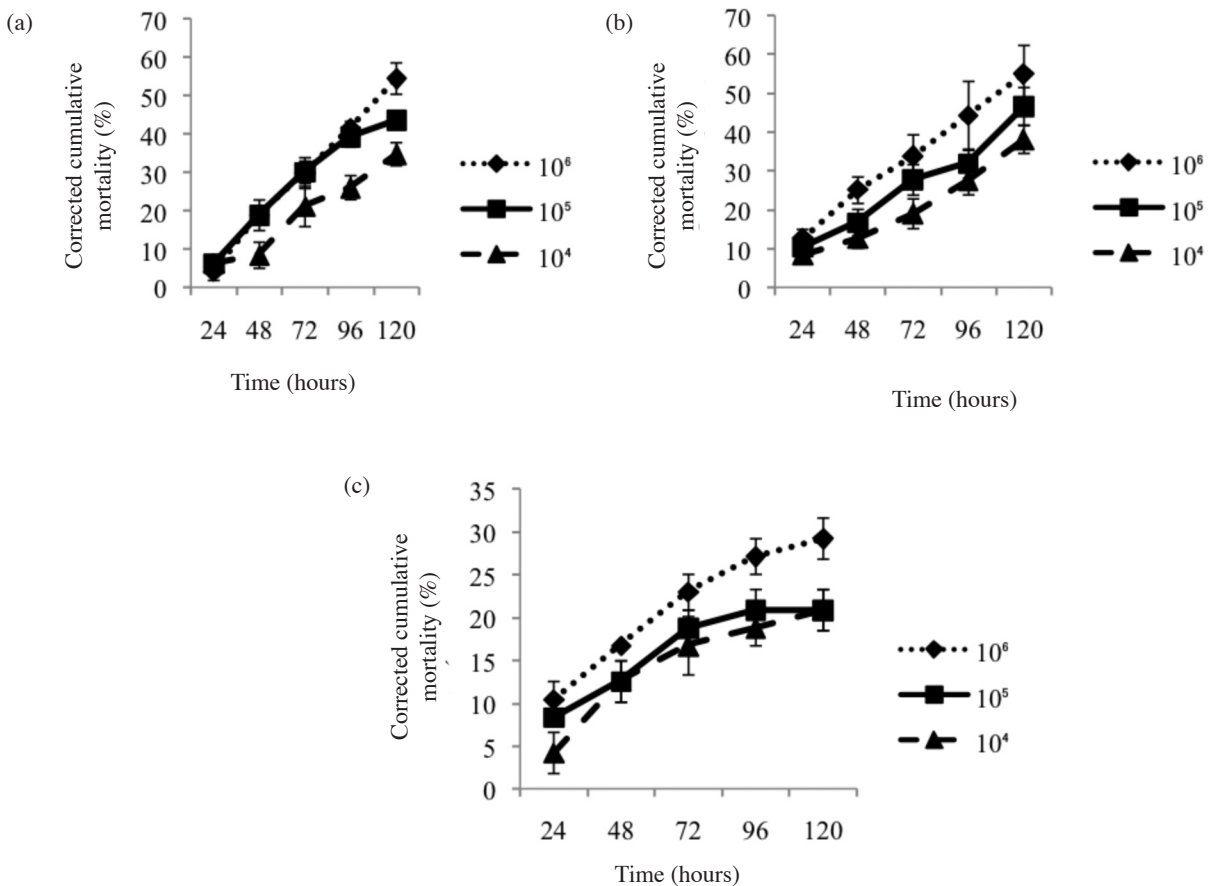 (a)
Corrected cumulative
mortality (%)
70
60
50
40
30
20
10
0
24 48 72 96 120
Time (hours)
10⁶
10⁵
10⁴
(b)
Corrected cumulative
mortality (%)
70
60
50
40
30
20
10
0
24 48 72 96 120
Time (hours)
10⁶
10⁵
10⁴
(c)
Corrected cumulative
mortality (%)
35
30
25
20
15
10
5
0
24 48 72 96 120
Time (hours)
10⁶
10⁵
10⁴